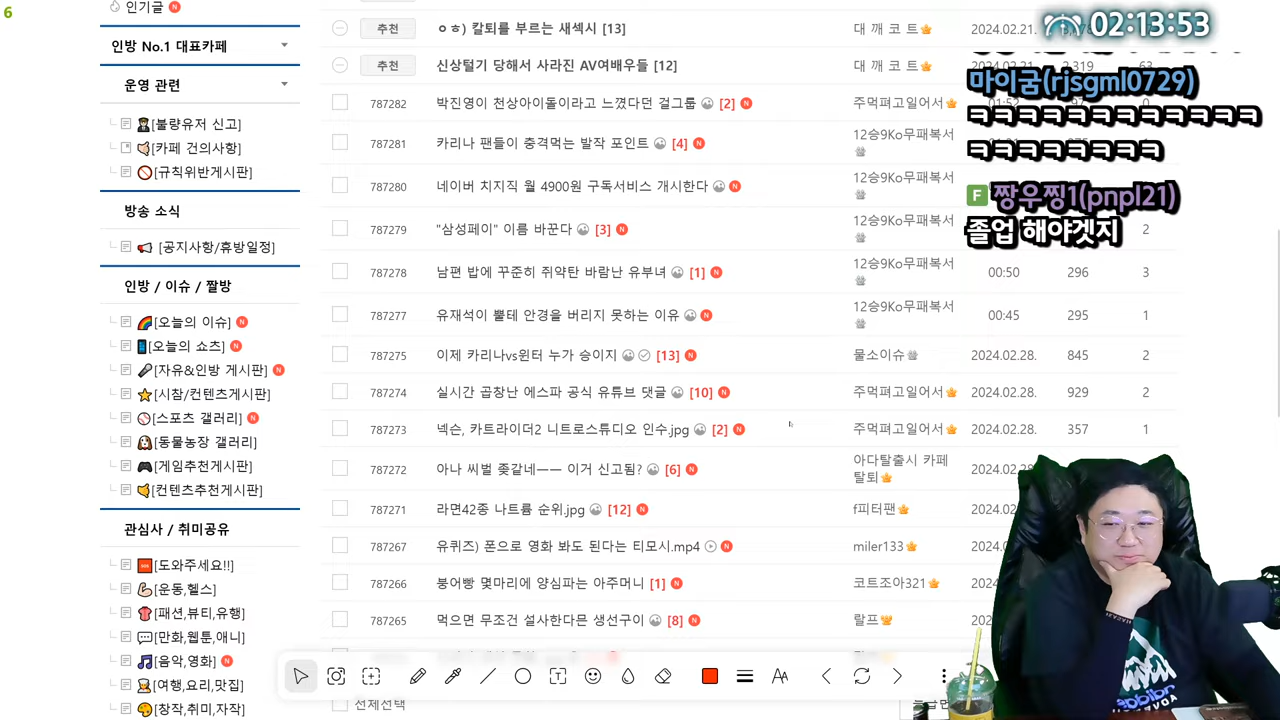 6
인기글 N
인방 No.1 대표카페
운영 관련
[불량유저 신고]
[카페 건의사항]
[규칙위반게시판]
방송 소식
[공지사항/휴방일정]
인방 / 이슈 / 짤방
[오늘의 이슈] N
[오늘의 쇼츠] N
[자유&인방 게시판] N
[시참/컨텐츠게시판]
[스포츠 갤러리] N
[동물농장 갤러리]
[게임추천게시판]
[컨텐츠추천게시판]
관심사 / 취미공유
[도와주세요!!]
[운동,헬스]
[패션,뷰티,유행]
[만화,웹툰,애니]
[음악,영화] N
[여행,요리,맛집]
[창작,취미,자작]
추천 ㅇㅎ) 칼퇴를 부르는 새섹시 [13] 대 깨 코 트 2024.02.21.
추천 신상털기 당해서 사라진 AV여배우들 [12] 대 깨 코 트 2024.02.21. 2,319 63
787282 박진영이 천상아이돌이라고 느꼈다던 걸그룹 [2] N 주먹펴고일어서 01:52 97 0
787281 카리나 팬들이 충격먹는 발작 포인트 [4] N 12승9Ko무패복서
787280 네이버 치지직 월 4900원 구독서비스 개시한다 N 12승9Ko무패복서
787279 "삼성페이" 이름 바꾼다 [3] N 12승9Ko무패복서 2
787278 남편 밥에 꾸준히 쥐약탄 바람난 유부녀 [1] N 12승9Ko무패복서 00:50 296 3
787277 유재석이 뿔테 안경을 버리지 못하는 이유 N 12승9Ko무패복서 00:45 295 1
787275 이제 카리나vs윈터 누가 승이지 [13] N 물소이슈 2024.02.28. 845 2
787274 실시간 곱창난 에스파 공식 유튜브 댓글 [10] N 주먹펴고일어서 2024.02.28. 929 2
787273 넥슨, 카트라이더2 니트로스튜디오 인수.jpg [2] N 주먹펴고일어서 2024.02.28. 357 1
787272 아나 씨벌 좆같네ㅡㅡ 이거 신고됨? [6] N 아다탈출시 카페
탈퇴
787271 라면42종 나트륨 순위.jpg [12] N f피터팬
787267 유퀴즈) 폰으로 영화 봐도 된다는 티모시.mp4 N miler133
787266 붕어빵 몇마리에 양심파는 아주머니 [1] N 코트조아321
787265 먹으면 무조건 설사한다믄 생선구이 [8] N 랄프
전체선택
02:13:53
마이굼(rjsgml0729)
ㅋㅋㅋㅋㅋㅋㅋㅋㅋㅋㅋㅋㅋ
ㅋㅋㅋㅋㅋㅋㅋㅋㅋ
F 짱우찡1(pnpl21)
졸업 해야겟지